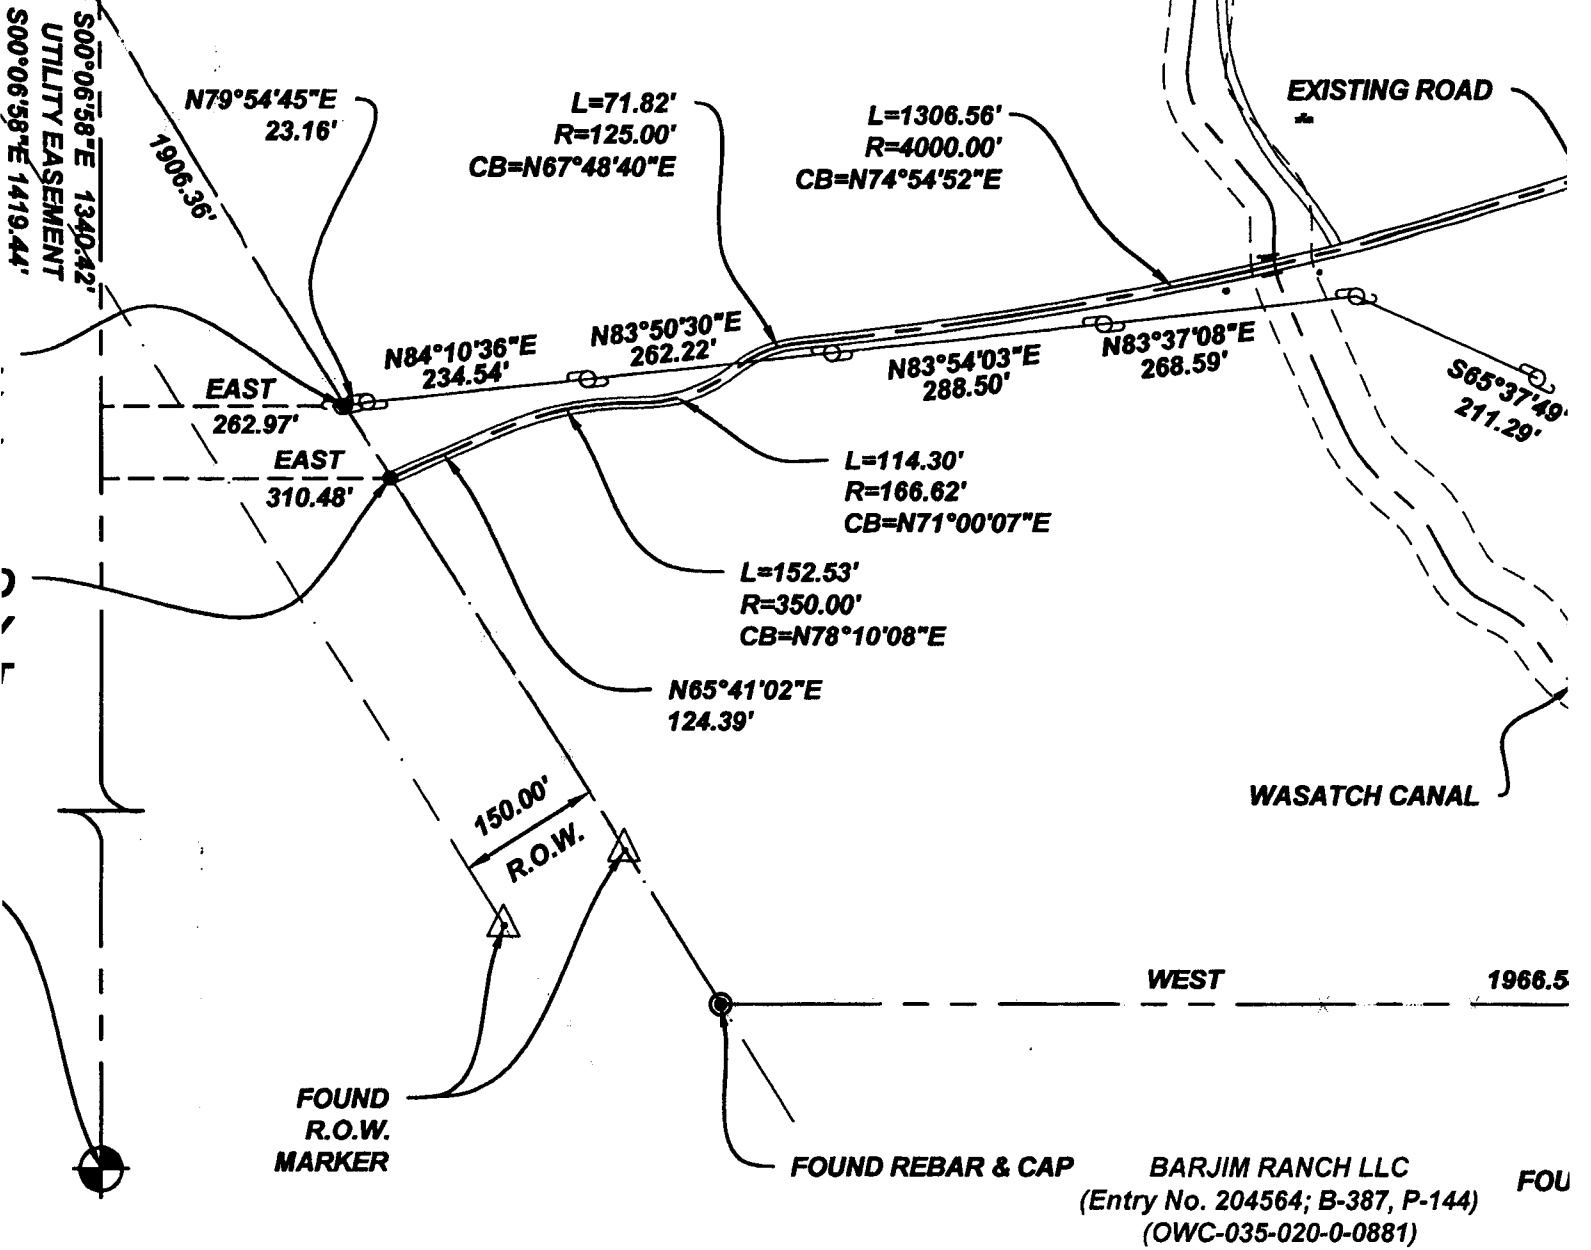 S00°06'58"E 1340.42'
UTILITY EASEMENT
S00°06'58"E 1419.44'
1906.36'
N79°54'45"E
23.16'
L=71.82'
R=125.00'
CB=N67°48'40"E
L=1306.56'
R=4000.00'
CB=N74°54'52"E
EXISTING ROAD
N84°10'36"E
234.54'
N83°50'30"E
262.22'
N83°54'03"E
288.50'
N83°37'08"E
268.59'
S65°37'49"
211.29'
EAST
262.97'
EAST
310.48'
L=114.30'
R=166.62'
CB=N71°00'07"E
L=152.53'
R=350.00'
CB=N78°10'08"E
N65°41'02"E
124.39'
150.00'
R.O.W.
WASATCH CANAL
WEST
1966.5
FOUND
R.O.W.
MARKER
FOUND REBAR & CAP
BARJIM RANCH LLC
(Entry No. 204564; B-387, P-144)
(OWC-035-020-0-0881)
FOU